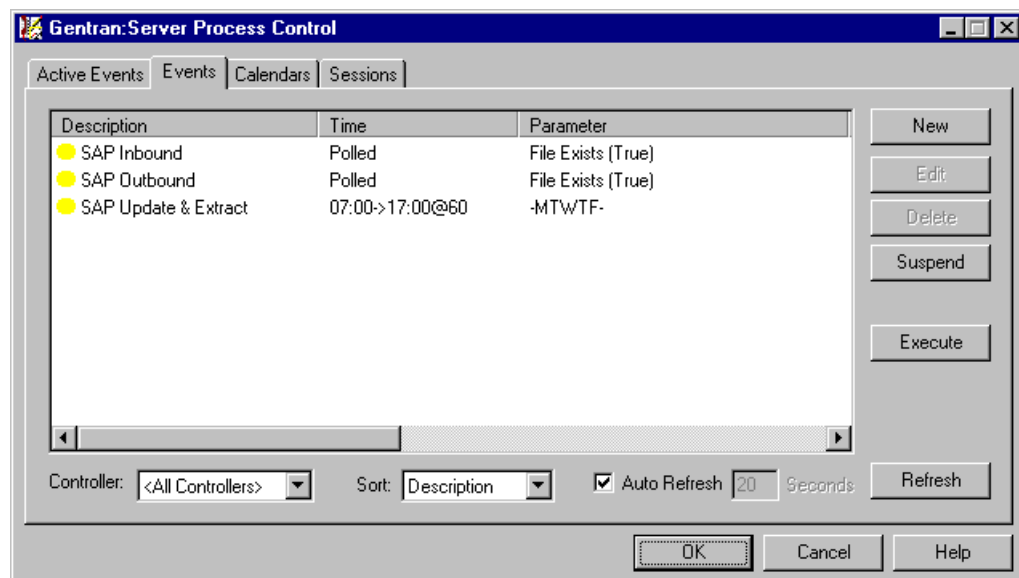 Gentran:Server Process Control
Active Events Events Calendars Sessions
Description Time Parameter New
SAP Inbound Polled File Exists (True)
SAP Outbound Polled File Exists (True) Edit
SAP Update & Extract 07:00->17:00@60 -MTWTF- Delete
Suspend
Execute
Controller: <All Controllers> Sort: Description Auto Refresh 20 Seconds Refresh
OK Cancel Help